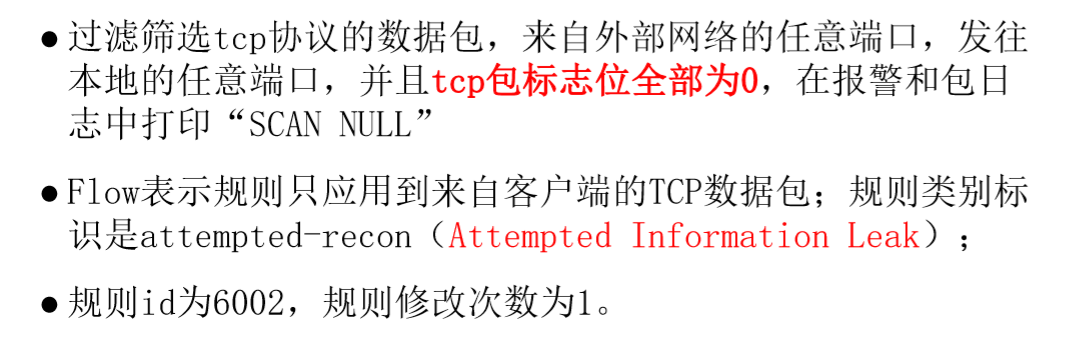 ●过滤筛选tcp协议的数据包，来自外部网络的任意端口，发往
本地的任意端口，并且tcp包标志位全部为0，在报警和包日
志中打印“SCAN NULL”
●Flow表示规则只应用到来自客户端的TCP数据包；规则类别标
识是attempted-recon（Attempted Information Leak）；
●规则id为6002，规则修改次数为1。